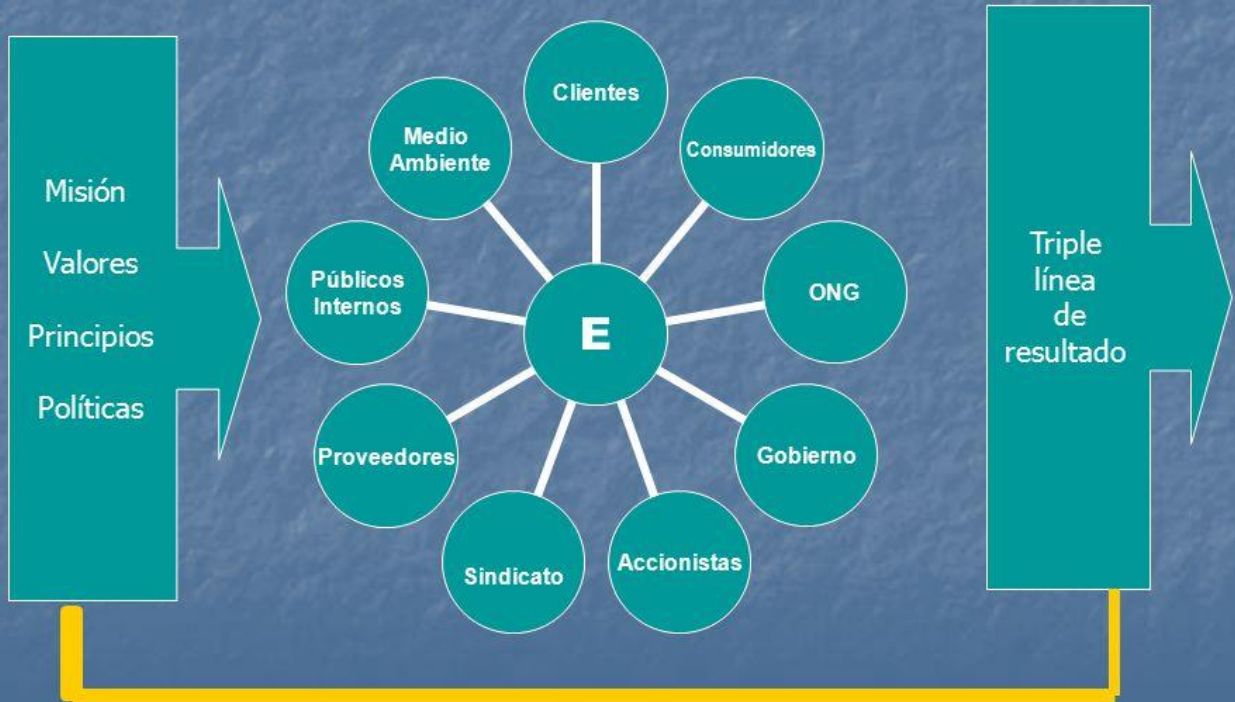 Misión
Valores
Principios
Políticas
Clientes
Consumidores
ONG
Gobierno
Accionistas
Sindicato
Proveedores
Públicos
Internos
Medio
Ambiente
E
Triple
línea
de
resultado